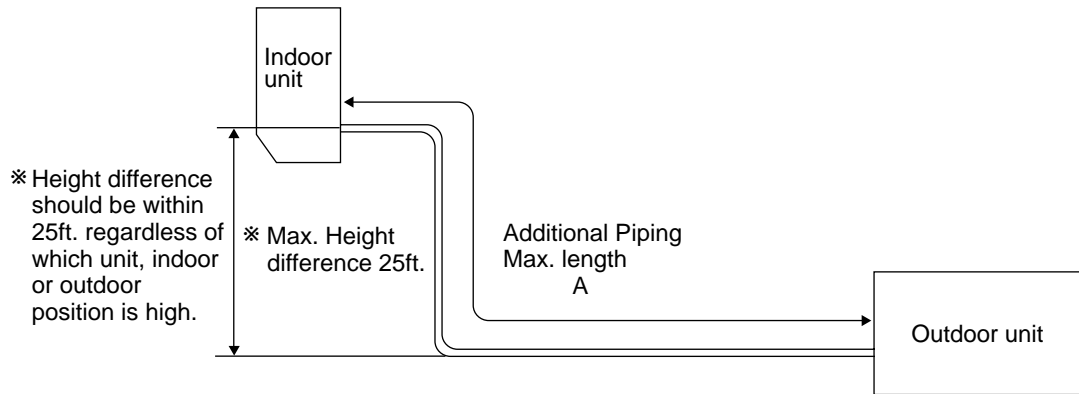 Indoor
unit
※ Height difference
should be within
25ft. regardless of
which unit, indoor
or outdoor
position is high.
※ Max. Height
difference 25ft.
Additional Piping
Max. length
A
Outdoor unit